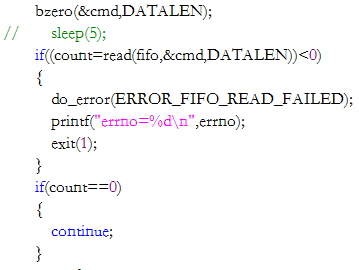 bzero(&cmd,DATALEN);
// sleep(5);
if((count=read(fifo,&cmd,DATALEN))<0)
{
do_error(ERROR_FIFO_READ_FAILED);
printf("errno=%d\n",errno);
exit(1);
}
if(count==0)
{
continue;
}